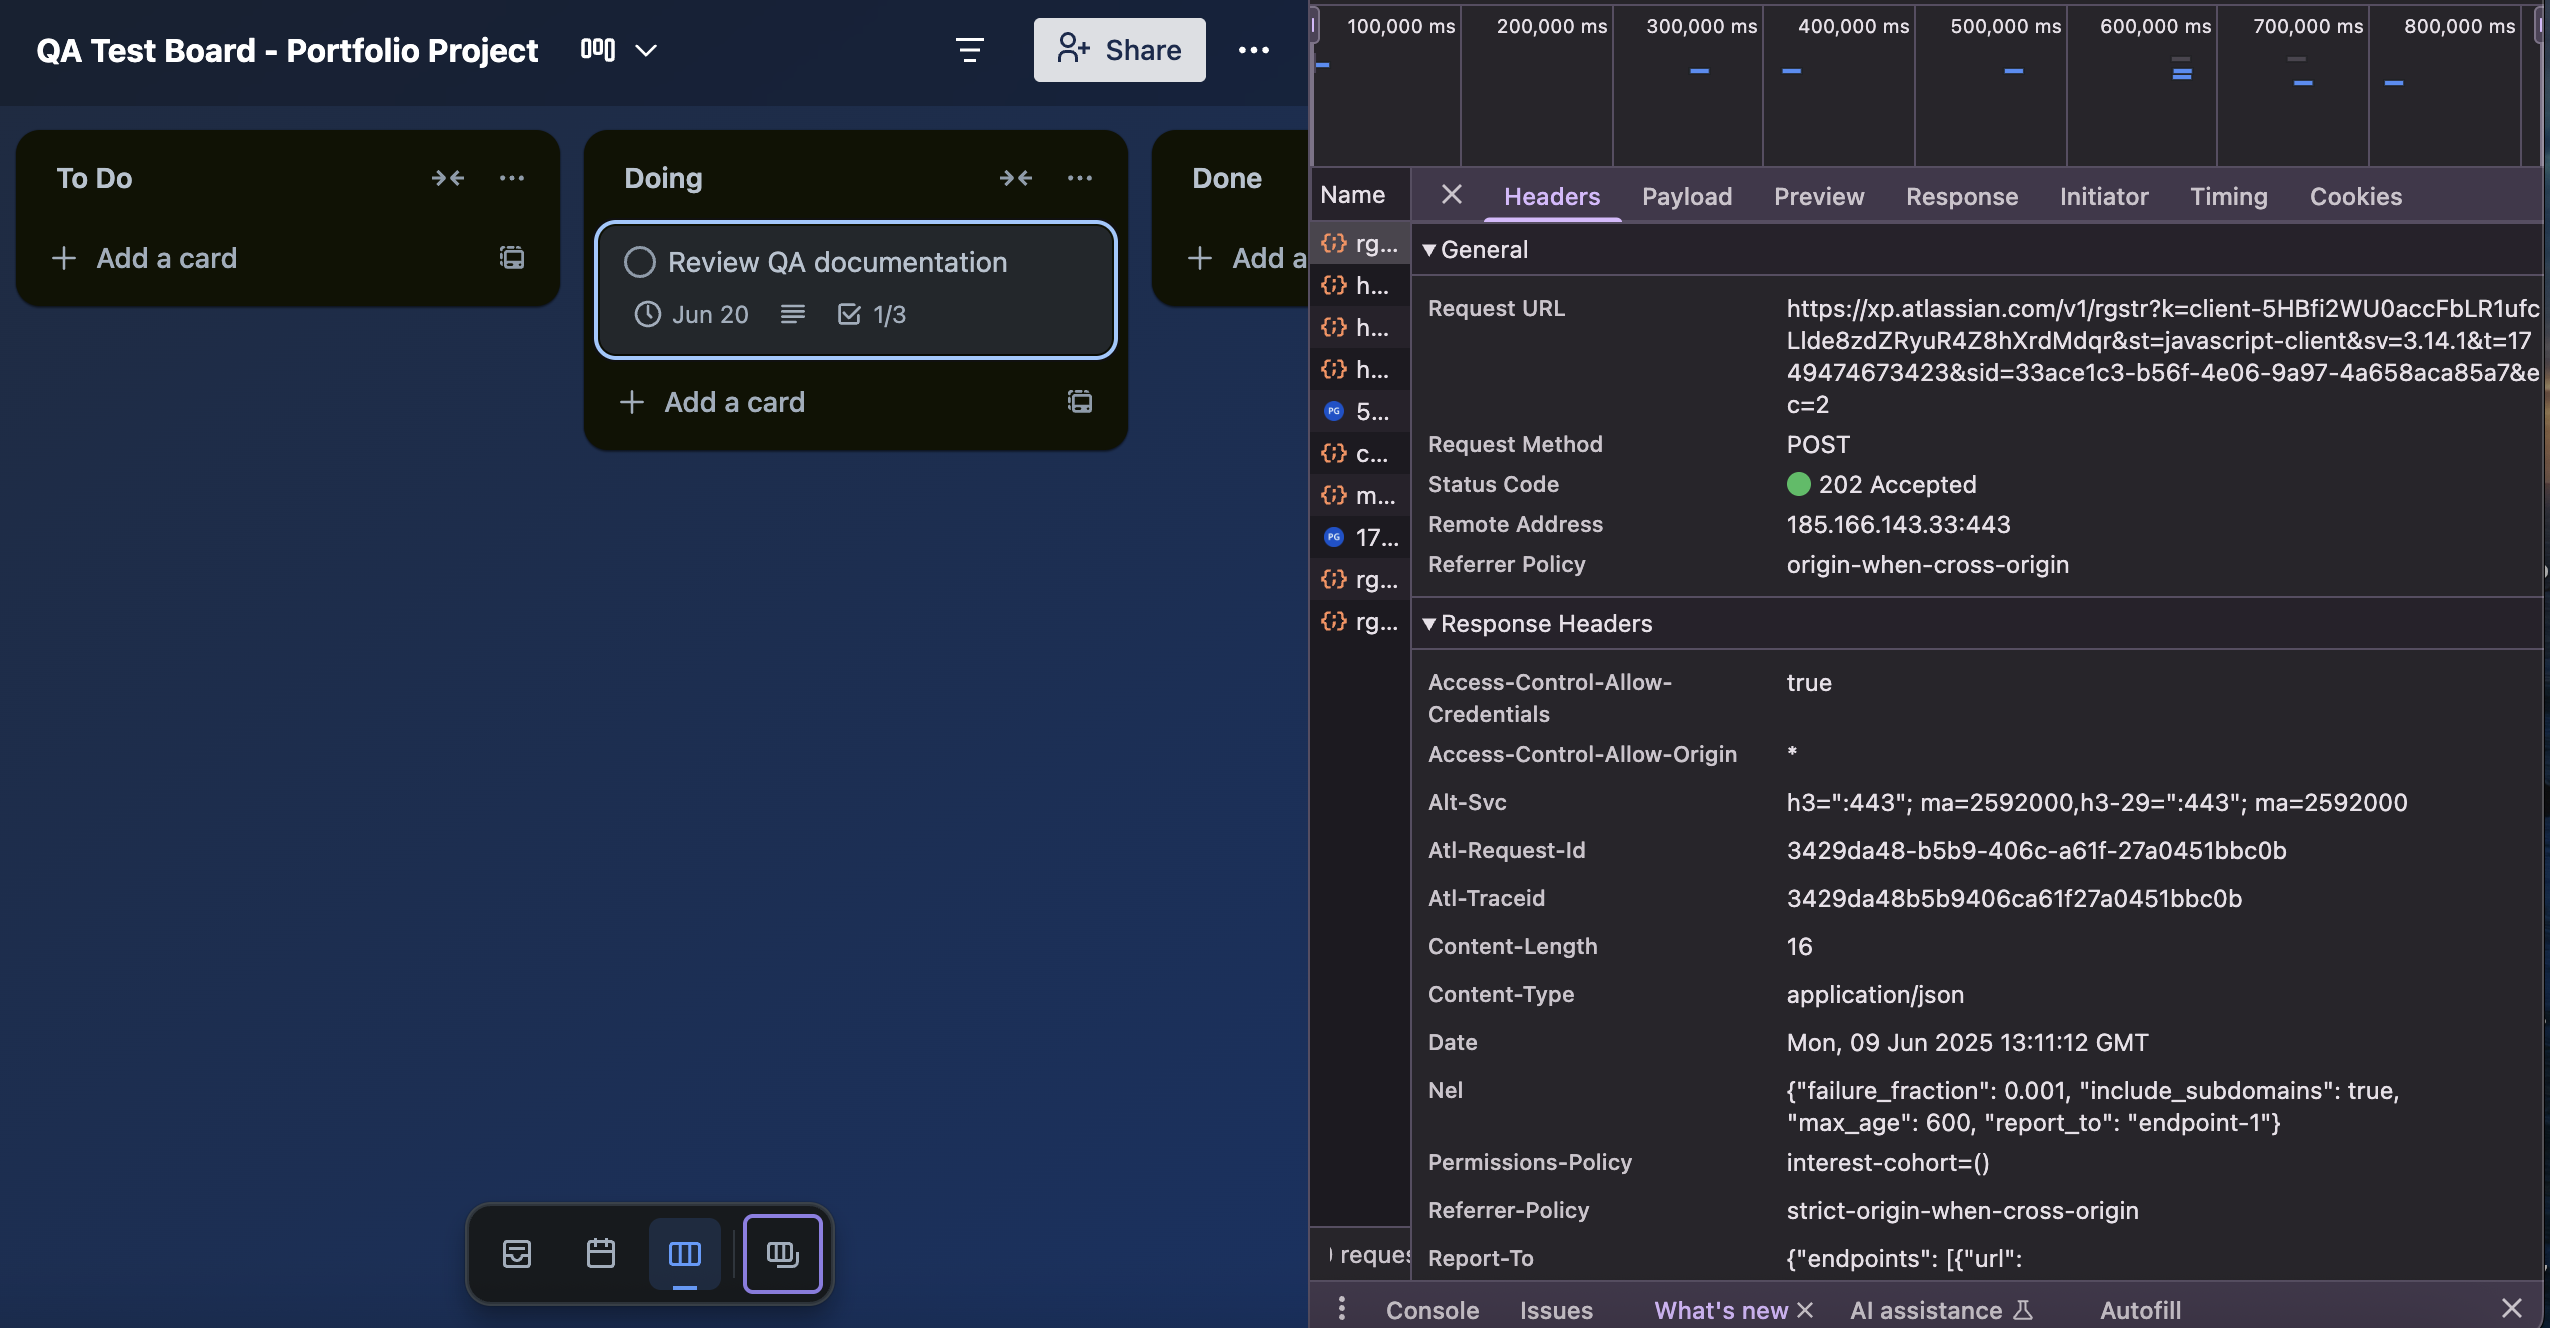 QA Test Board - Portfolio Project
Share
To Do
Add a card
Doing
Review QA documentation
Jun 20
1/3
Add a card
Done
Add a
100,000 ms
200,000 ms
300,000 ms
400,000 ms
500,000 ms
600,000 ms
700,000 ms
800,000 ms
Name
Headers
Payload
Preview
Response
Initiator
Timing
Cookies
rg...
h...
h...
h...
PG 5...
c...
m...
PG 17...
rg...
rg...
reques
General
Request URL
https://xp.atlassian.com/v1/rgstr?k=client-5HBfi2WU0accFbLR1ufc
Llde8zdZRyuR4Z8hXrdMdqr&st=javascript-client&sv=3.14.1&t=17
49474673423&sid=33ace1c3-b56f-4e06-9a97-4a658aca85a7&e
c=2
Request Method
POST
Status Code
202 Accepted
Remote Address
185.166.143.33:443
Referrer Policy
origin-when-cross-origin
Response Headers
Access-Control-Allow-
Credentials
true
Access-Control-Allow-Origin
*
Alt-Svc
h3=":443"; ma=2592000,h3-29=":443"; ma=2592000
Atl-Request-Id
3429da48-b5b9-406c-a61f-27a0451bbc0b
Atl-Traceid
3429da48b5b9406ca61f27a0451bbc0b
Content-Length
16
Content-Type
application/json
Date
Mon, 09 Jun 2025 13:11:12 GMT
Nel
{"failure_fraction": 0.001, "include_subdomains": true,
"max_age": 600, "report_to": "endpoint-1"}
Permissions-Policy
interest-cohort=()
Referrer-Policy
strict-origin-when-cross-origin
Report-To
{"endpoints": [{"url":
Console
Issues
What's new
AI assistance
Autofill